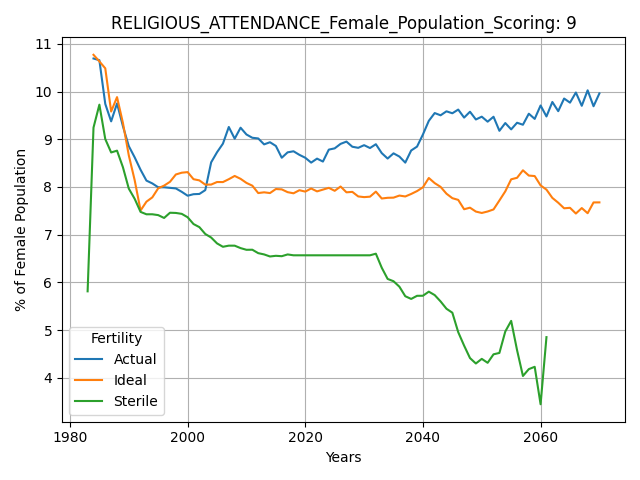 RELIGIOUS_ATTENDANCE_Female_Population_Scoring: 9
11
10
9
8
7
6
5
4
% of Female Population
Fertility
Actual
Ideal
Sterile
1980 2000 2020 2040 2060
Years